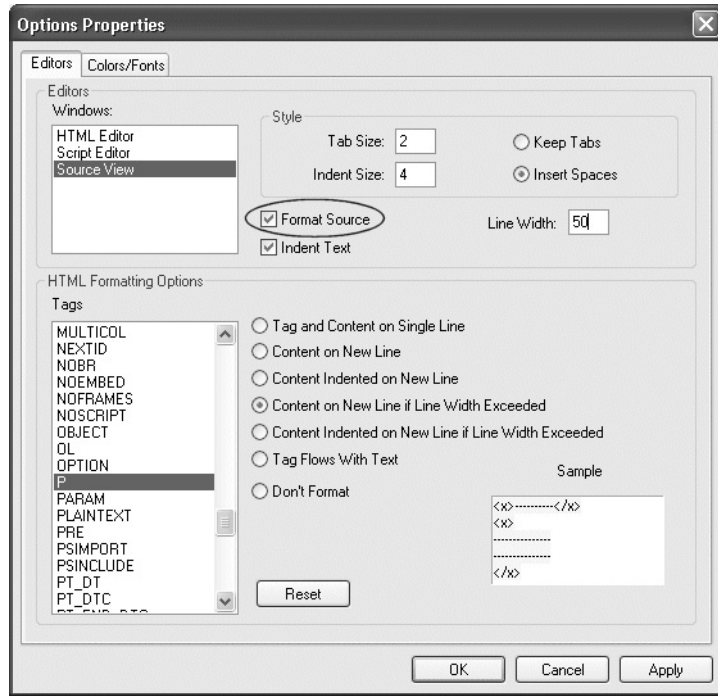 Options Properties
Editors
Colors/Fonts
Editors
Windows:
HTML Editor
Script Editor
Source View
Style
Tab Size: 2
Keep Tabs
Indent Size: 4
Insert Spaces
Format Source
Line Width: 50
Indent Text
HTML Formatting Options
Tags
MULTICOL
NEXTID
NOBR
NOEMBED
NOFRAMES
NOSCRIPT
OBJECT
OL
OPTION
P
PARAM
PLAINTEXT
PRE
PSIMPORT
PSINCLUDE
PT_DT
PT_DTC
Tag and Content on Single Line
Content on New Line
Content Indented on New Line
Content on New Line if Line Width Exceeded
Content Indented on New Line if Line Width Exceeded
Tag Flows With Text
Don't Format
Sample
<x>---------</x>
<x>
--------------
--------------
</x>
Reset
OK
Cancel
Apply